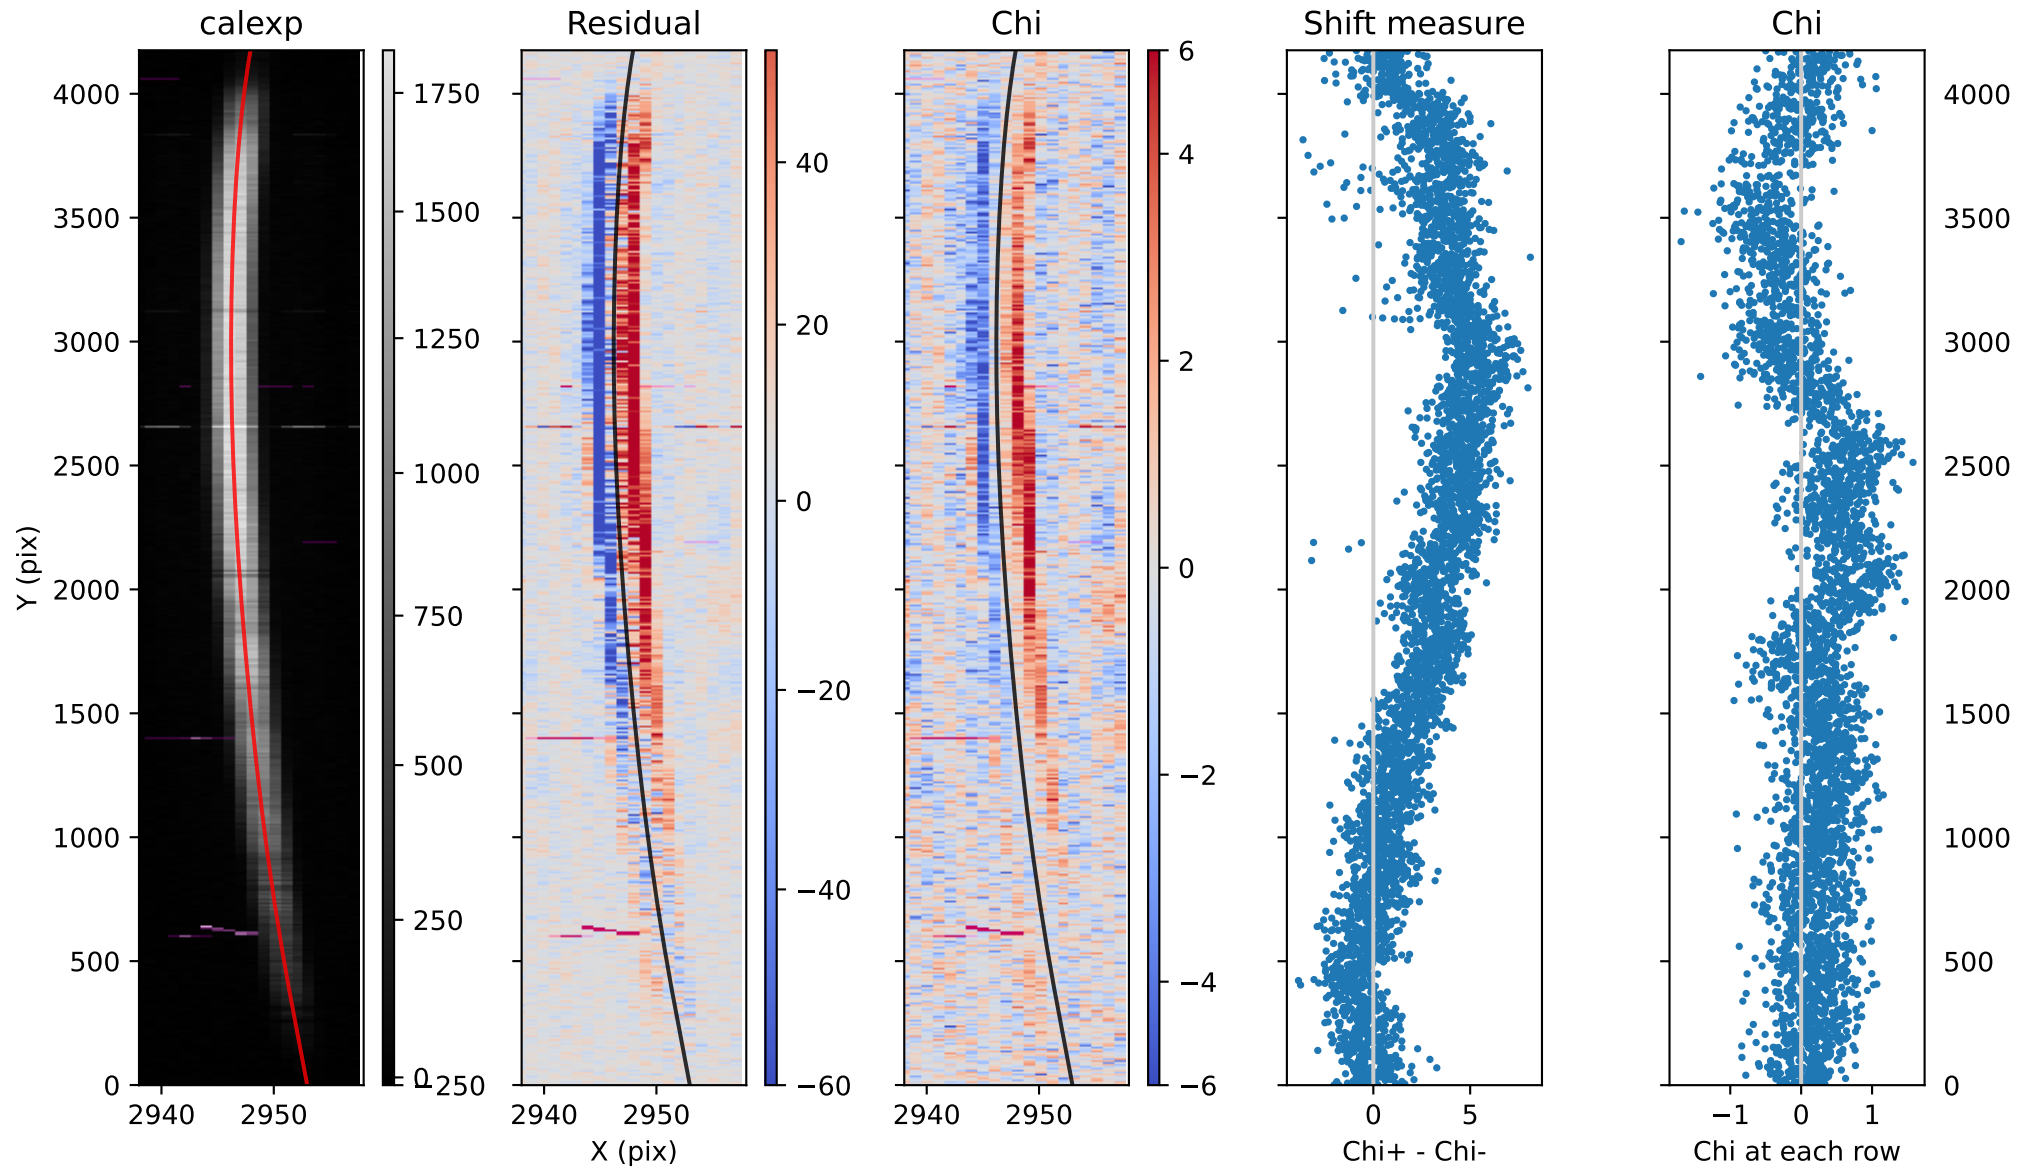 calexp Residual Chi Shift measure Chi
4000 1750 40 6 4000
3500 1500 20 4 3500
3000 1250 0 2 3000
2500 1000 −20 0 2500
2000 750 −40 −2 2000
1500 500 −60 −4 1500
1000 250 −6 1000
500 0 500
0 −250 0
Y (pix)
2940 2950 2940 2950 2940 2950 0 5 −1 0 1
X (pix) Chi+ - Chi- Chi at each row